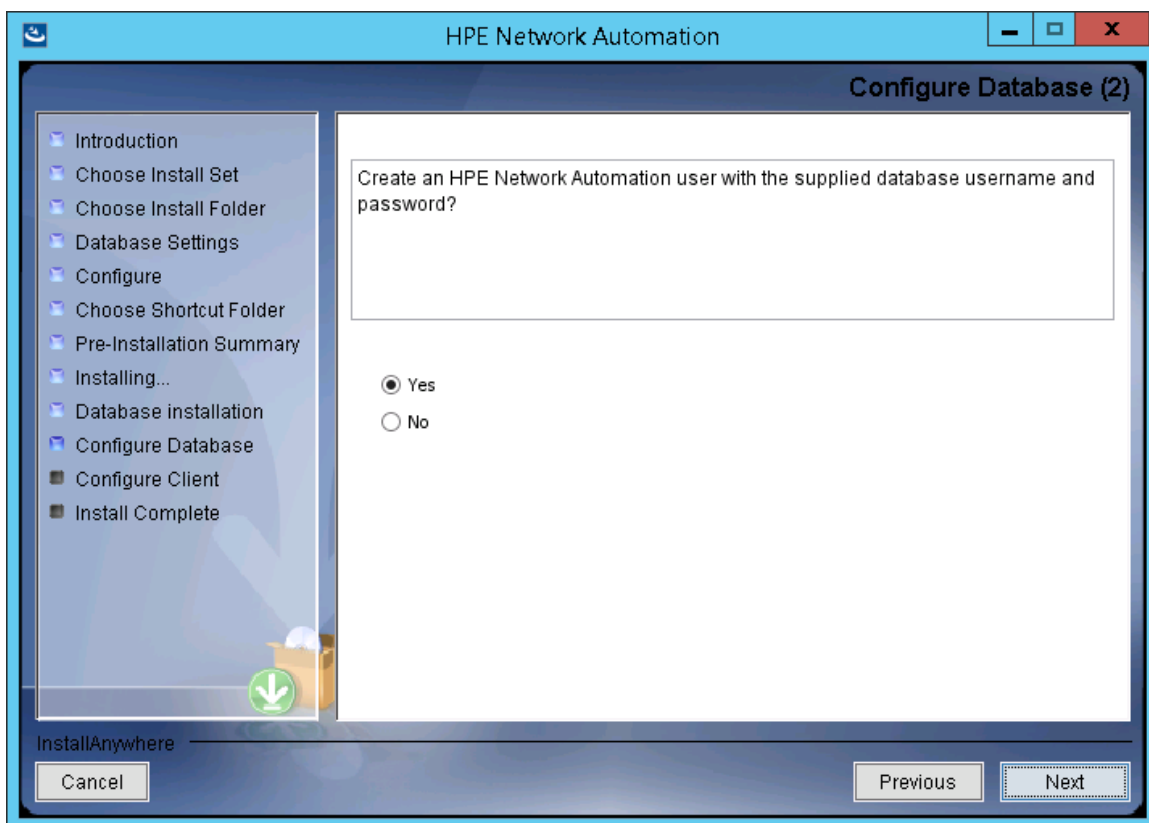 HPE Network Automation
Configure Database (2)
Introduction
Choose Install Set
Choose Install Folder
Database Settings
Configure
Choose Shortcut Folder
Pre-Installation Summary
Installing...
Database installation
Configure Database
Configure Client
Install Complete
Create an HPE Network Automation user with the supplied database username and
password?
Yes
No
InstallAnywhere
Cancel
Previous
Next